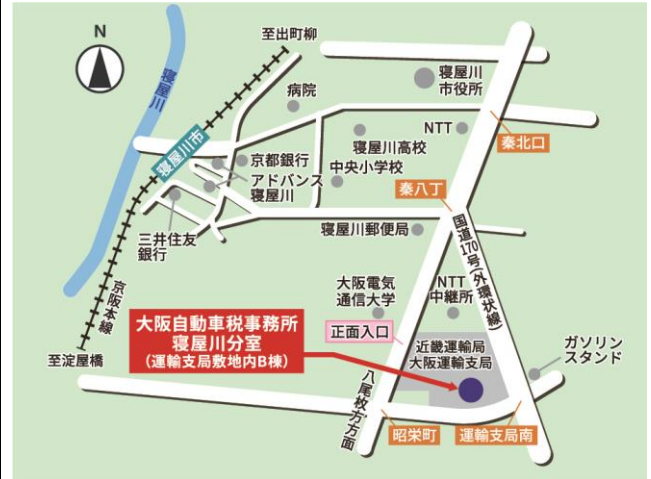 N
至出町柳
寝屋川
病院
寝屋川
市役所
寝屋川市
京都銀行
アドバンス
寝屋川
寝屋川高校
NTT
秦北口
中央小学校
秦八丁
三井住友
銀行
寝屋川郵便局
国道170号(外環状線)
京阪本線
大阪電気
通信大学
NTT
中継所
大阪自動車税事務所
寝屋川分室
(運輸支局敷地内B棟)
正面入口
近畿運輸局
大阪運輸支局
ガソリン
スタンド
至淀屋橋
八尾枚方方面
昭栄町
運輸支局南